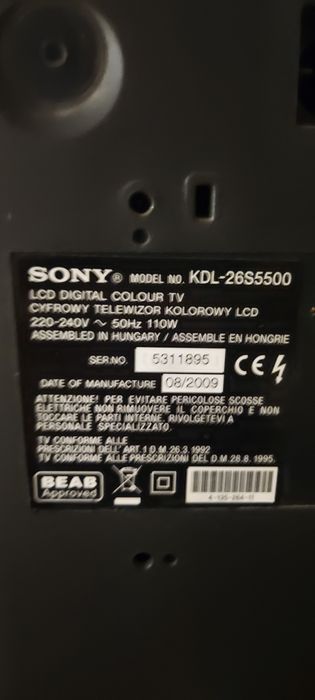 SONY® MODEL NO. KDL-26S5500
LCD DIGITAL COLOUR TV
CYFROWY TELEWIZOR KOLOROWY LCD
220-240V ~ 50Hz 110W
ASSEMBLED IN HUNGARY / ASSEMBLE EN HONGRIE
SER.NO. 5311895
CE
DATE OF MANUFACTURE 08/2009
ATTENZIONE! PER EVITARE PERICOLOSE SCOSSE
ELETTRICHE NON RIMUOVERE IL COPERCHIO E NON
TOCCARE LE PARTI INTERNE. RIVOLGETEVI A
PERSONALE SPECIALIZZATO.
TV CONFORME ALLE
PRESCRIZIONI DELL' ART.1 D.M. 26.3.1992
TV CONFORME ALLE PRESCRIZIONI DEL D.M. 28.8.1995.
BEAB
Approved